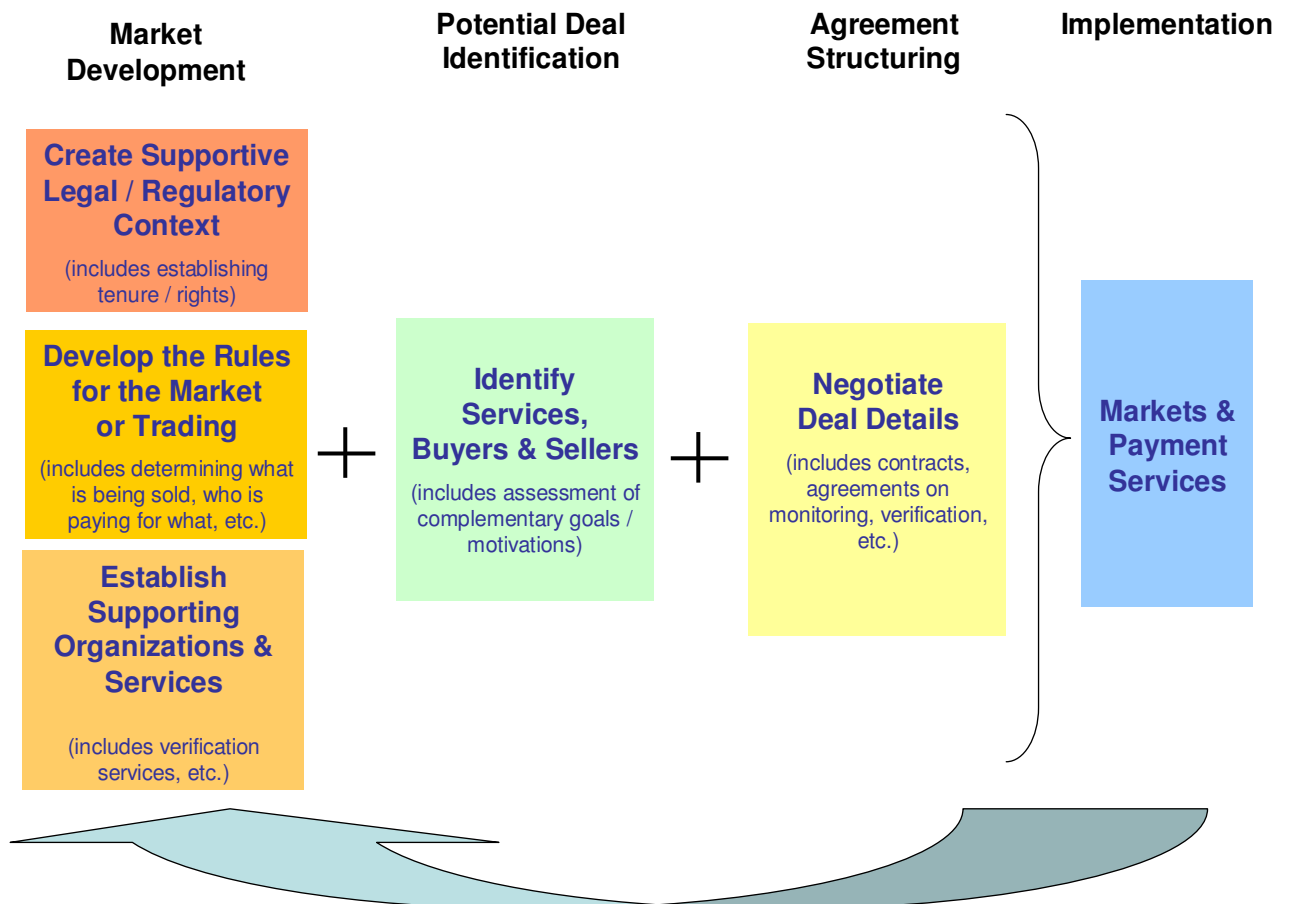 Market
Development
Potential Deal
Identification
Agreement
Structuring
Implementation
Create Supportive
Legal / Regulatory
Context
(includes establishing
tenure / rights)
Develop the Rules
for the Market
or Trading
(includes determining what
is being sold, who is
paying for what, etc.)
Establish
Supporting
Organizations &
Services
(includes verification
services, etc.)
+
Identify
Services,
Buyers & Sellers
(includes assessment of
complementary goals /
motivations)
+
Negotiate
Deal Details
(includes contracts,
agreements on
monitoring, verification,
etc.)
Markets &
Payment
Services